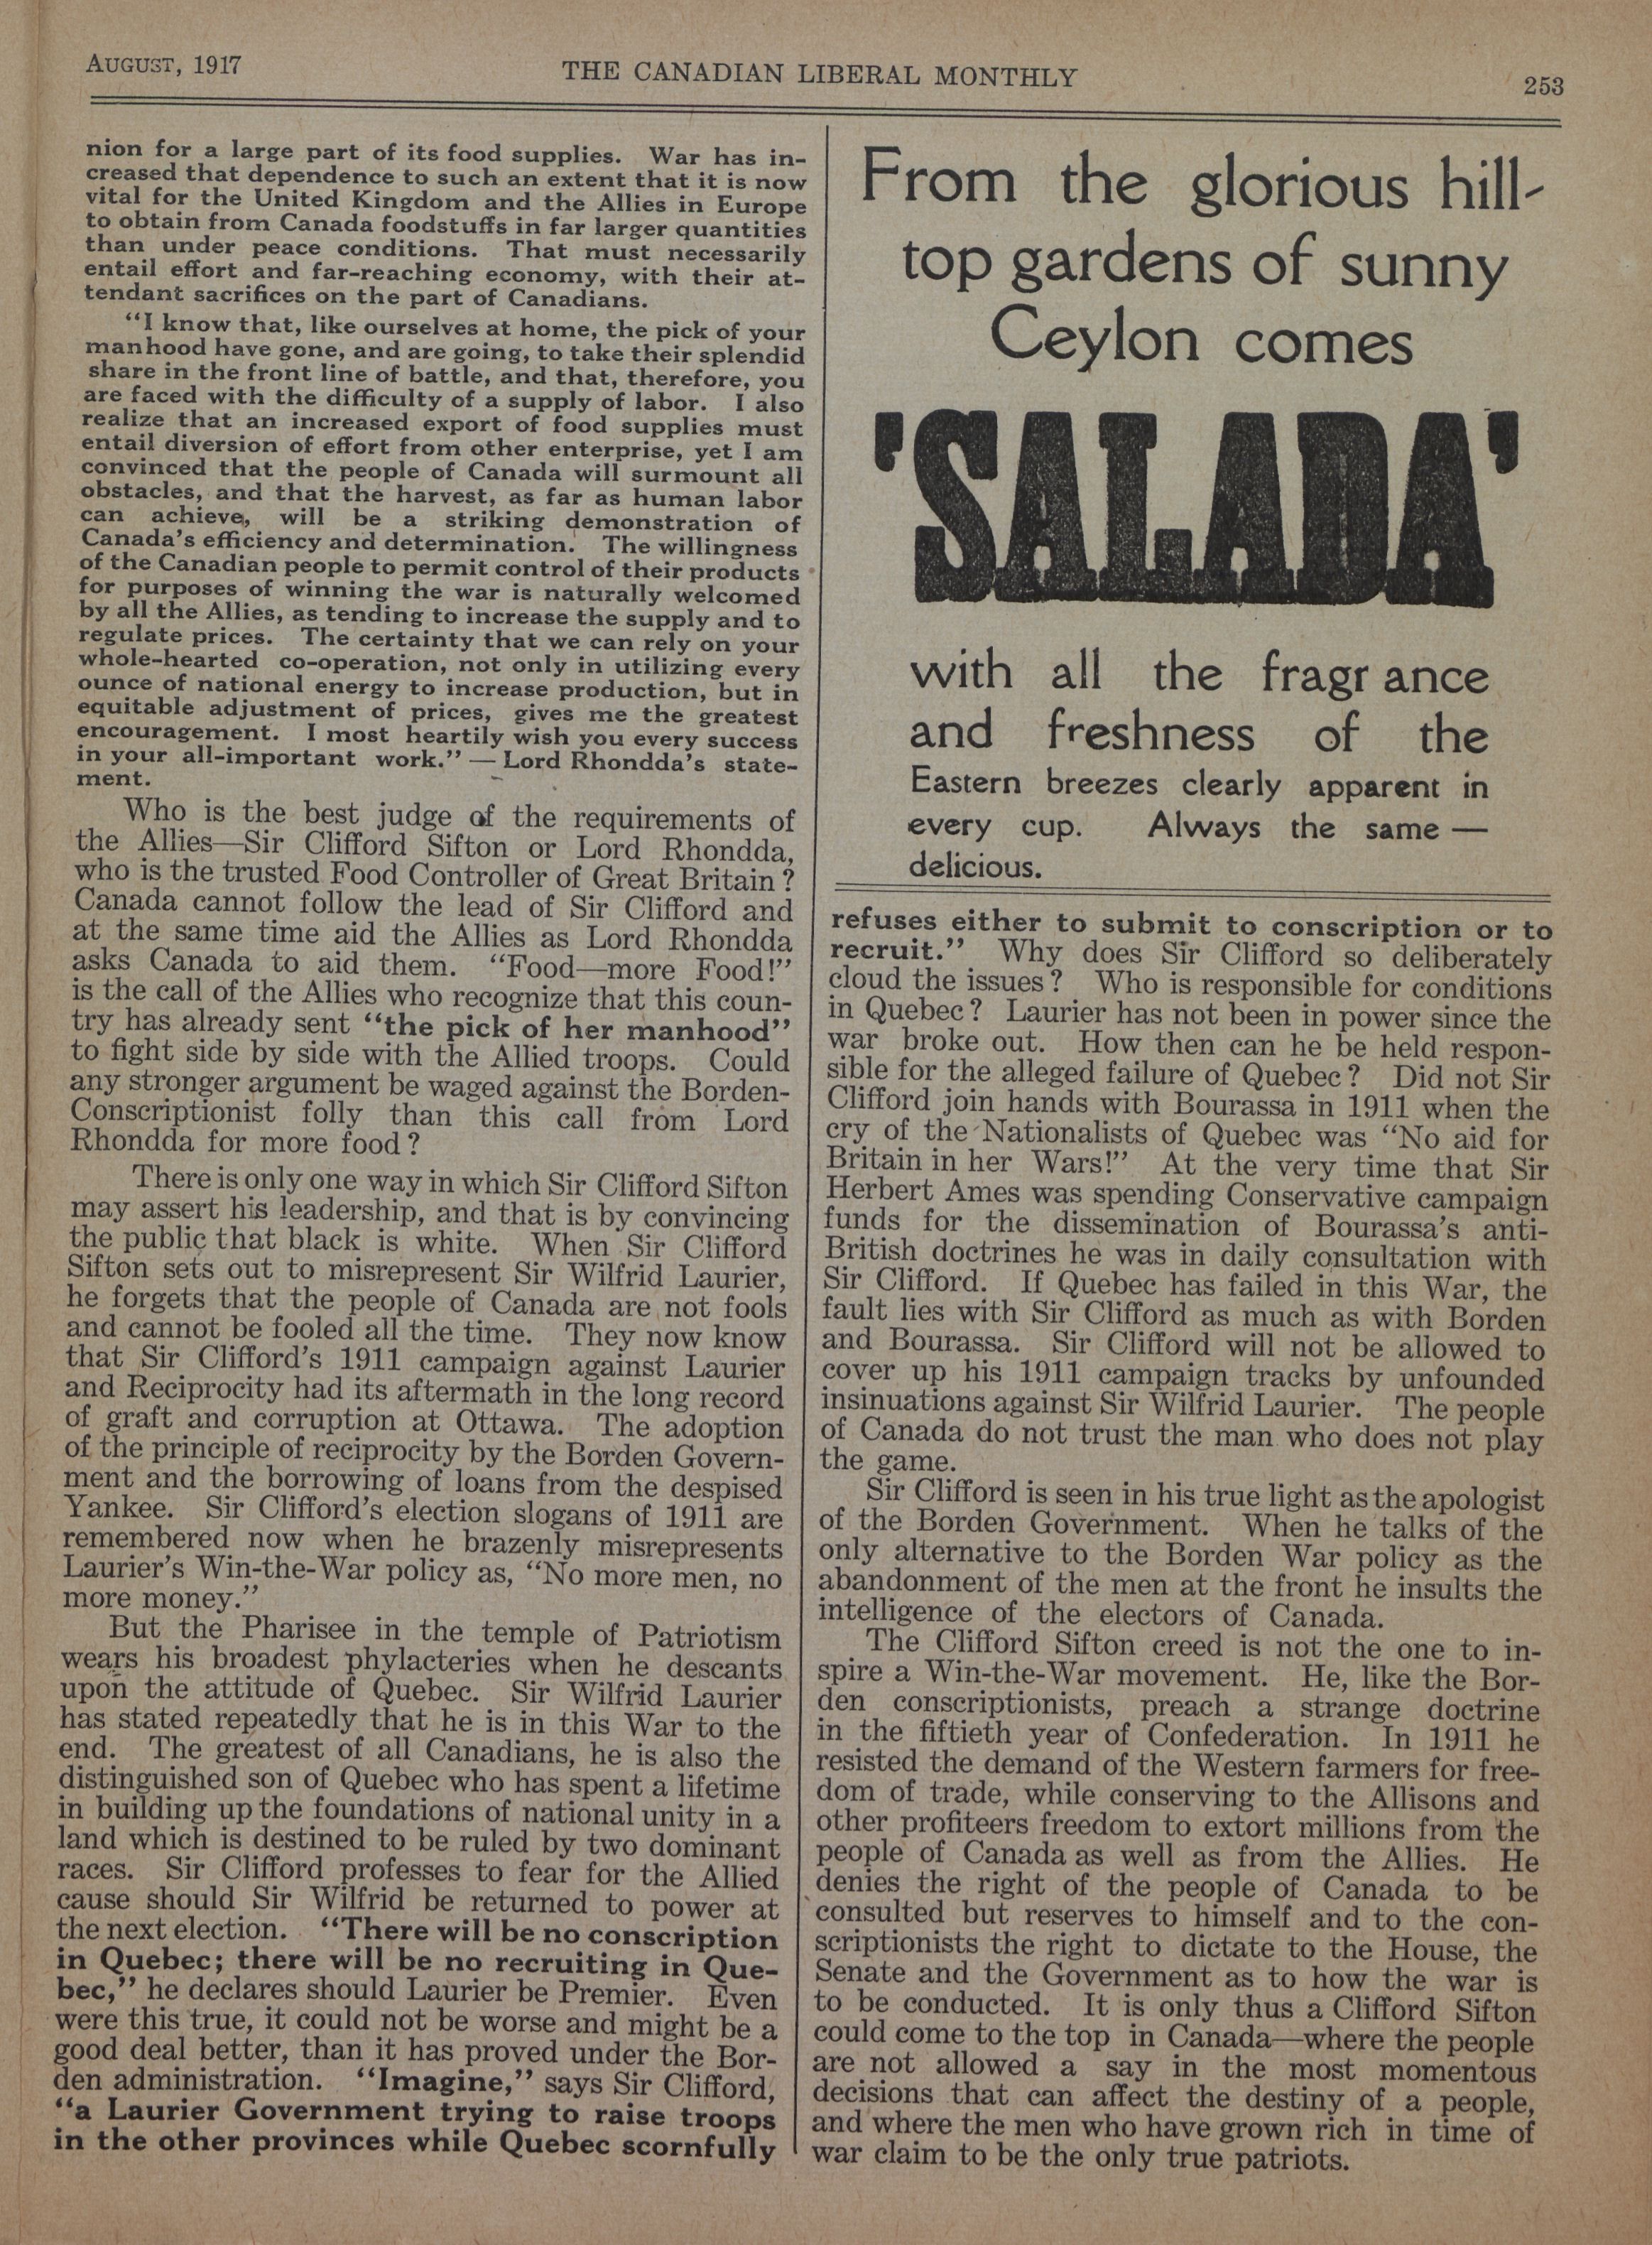 AUGUST, 1917
THE CANADIAN LIBERAL MONTHLY
253
nion for a large part of its food supplies. War has in-
creased that dependence to such an extent that it is now
vital for the United Kingdom and the Allies in Europe
to obtain from Canada foodstuffs in far larger quantities
than under peace conditions. That must necessarily
entail effort and far-reaching economy, with their at-
tendant sacrifices on the part of Canadians.
“I know that, like ourselves at home, the pick of your
manhood have gone, and are going, to take their splendid
share in the front line of battle, and that, therefore, you
are faced with the difficulty of a supply of labor. I also
realize that an increased export of food supplies must
entail diversion of effort from other enterprise, yet I am
convinced that the people of Canada will surmount all
obstacles, and that the harvest, as far as human labor
can achieve, will be a striking demonstration of
Canada's efficiency and determination. The willingness
of the Canadian people to permit control of their products
for purposes of winning the war is naturally welcomed
by all the Allies, as tending to increase the supply and to
regulate prices. The certainty that we can rely on your
whole-hearted co-operation, not only in utilizing every
ounce of national energy to increase production, but in
equitable adjustment of prices, gives me the greatest
encouragement. I most heartily wish you every success
in your all-important work.” — Lord Rhondda's state-
ment.
Who is the best judge of the requirements of
the Allies—Sir Clifford Sifton or Lord Rhondda,
who is the trusted Food Controller of Great Britain?
Canada cannot follow the lead of Sir Clifford and
at the same time aid the Allies as Lord Rhondda
asks Canada to aid them. “Food—more Food!”
is the call of the Allies who recognize that this coun-
try has already sent “the pick of her manhood”
to fight side by side with the Allied troops. Could
any stronger argument be waged against the Borden-
Conscriptionist folly than this call from Lord
Rhondda for more food?
There is only one way in which Sir Clifford Sifton
may assert his leadership, and that is by convincing
the public that black is white. When Sir Clifford
Sifton sets out to misrepresent Sir Wilfrid Laurier,
he forgets that the people of Canada are not fools
and cannot be fooled all the time. They now know
that Sir Clifford's 1911 campaign against Laurier
and Reciprocity had its aftermath in the long record
of graft and corruption at Ottawa. The adoption
of the principle of reciprocity by the Borden Govern-
ment and the borrowing of loans from the despised
Yankee. Sir Clifford's election slogans of 1911 are
remembered now when he brazenly misrepresents
Laurier's Win-the-War policy as, “No more men, no
more money.”
But the Pharisee in the temple of Patriotism
wears his broadest phylacteries when he descants
upon the attitude of Quebec. Sir Wilfrid Laurier
has stated repeatedly that he is in this War to the
end. The greatest of all Canadians, he is also the
distinguished son of Quebec who has spent a lifetime
in building up the foundations of national unity in a
land which is destined to be ruled by two dominant
races. Sir Clifford professes to fear for the Allied
cause should Sir Wilfrid be returned to power at
the next election. “There will be no conscription
in Quebec; there will be no recruiting in Que-
bec,” he declares should Laurier be Premier. Even
were this true, it could not be worse and might be a
good deal better, than it has proved under the Bor-
den administration. “Imagine,” says Sir Clifford,
“a Laurier Government trying to raise troops
in the other provinces while Quebec scornfully
From the glorious hill-
top gardens of sunny
Ceylon comes
'SALADA'
with all the fragr ance
and freshness of the
Eastern breezes clearly apparent in
every cup. Always the same —
delicious.
refuses either to submit to conscription or to
recruit.” Why does Sir Clifford so deliberately
cloud the issues? Who is responsible for conditions
in Quebec? Laurier has not been in power since the
war broke out. How then can he be held respon-
sible for the alleged failure of Quebec? Did not Sir
Clifford join hands with Bourassa in 1911 when the
cry of the Nationalists of Quebec was “No aid for
Britain in her Wars!” At the very time that Sir
Herbert Ames was spending Conservative campaign
funds for the dissemination of Bourassa's anti-
British doctrines he was in daily consultation with
Sir Clifford. If Quebec has failed in this War, the
fault lies with Sir Clifford as much as with Borden
and Bourassa. Sir Clifford will not be allowed to
cover up his 1911 campaign tracks by unfounded
insinuations against Sir Wilfrid Laurier. The people
of Canada do not trust the man who does not play
the game.
Sir Clifford is seen in his true light as the apologist
of the Borden Government. When he talks of the
only alternative to the Borden War policy as the
abandonment of the men at the front he insults the
intelligence of the electors of Canada.
The Clifford Sifton creed is not the one to in-
spire a Win-the-War movement. He, like the Bor-
den conscriptionists, preach a strange doctrine
in the fiftieth year of Confederation. In 1911 he
resisted the demand of the Western farmers for free-
dom of trade, while conserving to the Allisons and
other profiteers freedom to extort millions from the
people of Canada as well as from the Allies. He
denies the right of the people of Canada to be
consulted but reserves to himself and to the con-
scriptionists the right to dictate to the House, the
Senate and the Government as to how the war is
to be conducted. It is only thus a Clifford Sifton
could come to the top in Canada—where the people
are not allowed a say in the most momentous
decisions that can affect the destiny of a people,
and where the men who have grown rich in time of
war claim to be the only true patriots.